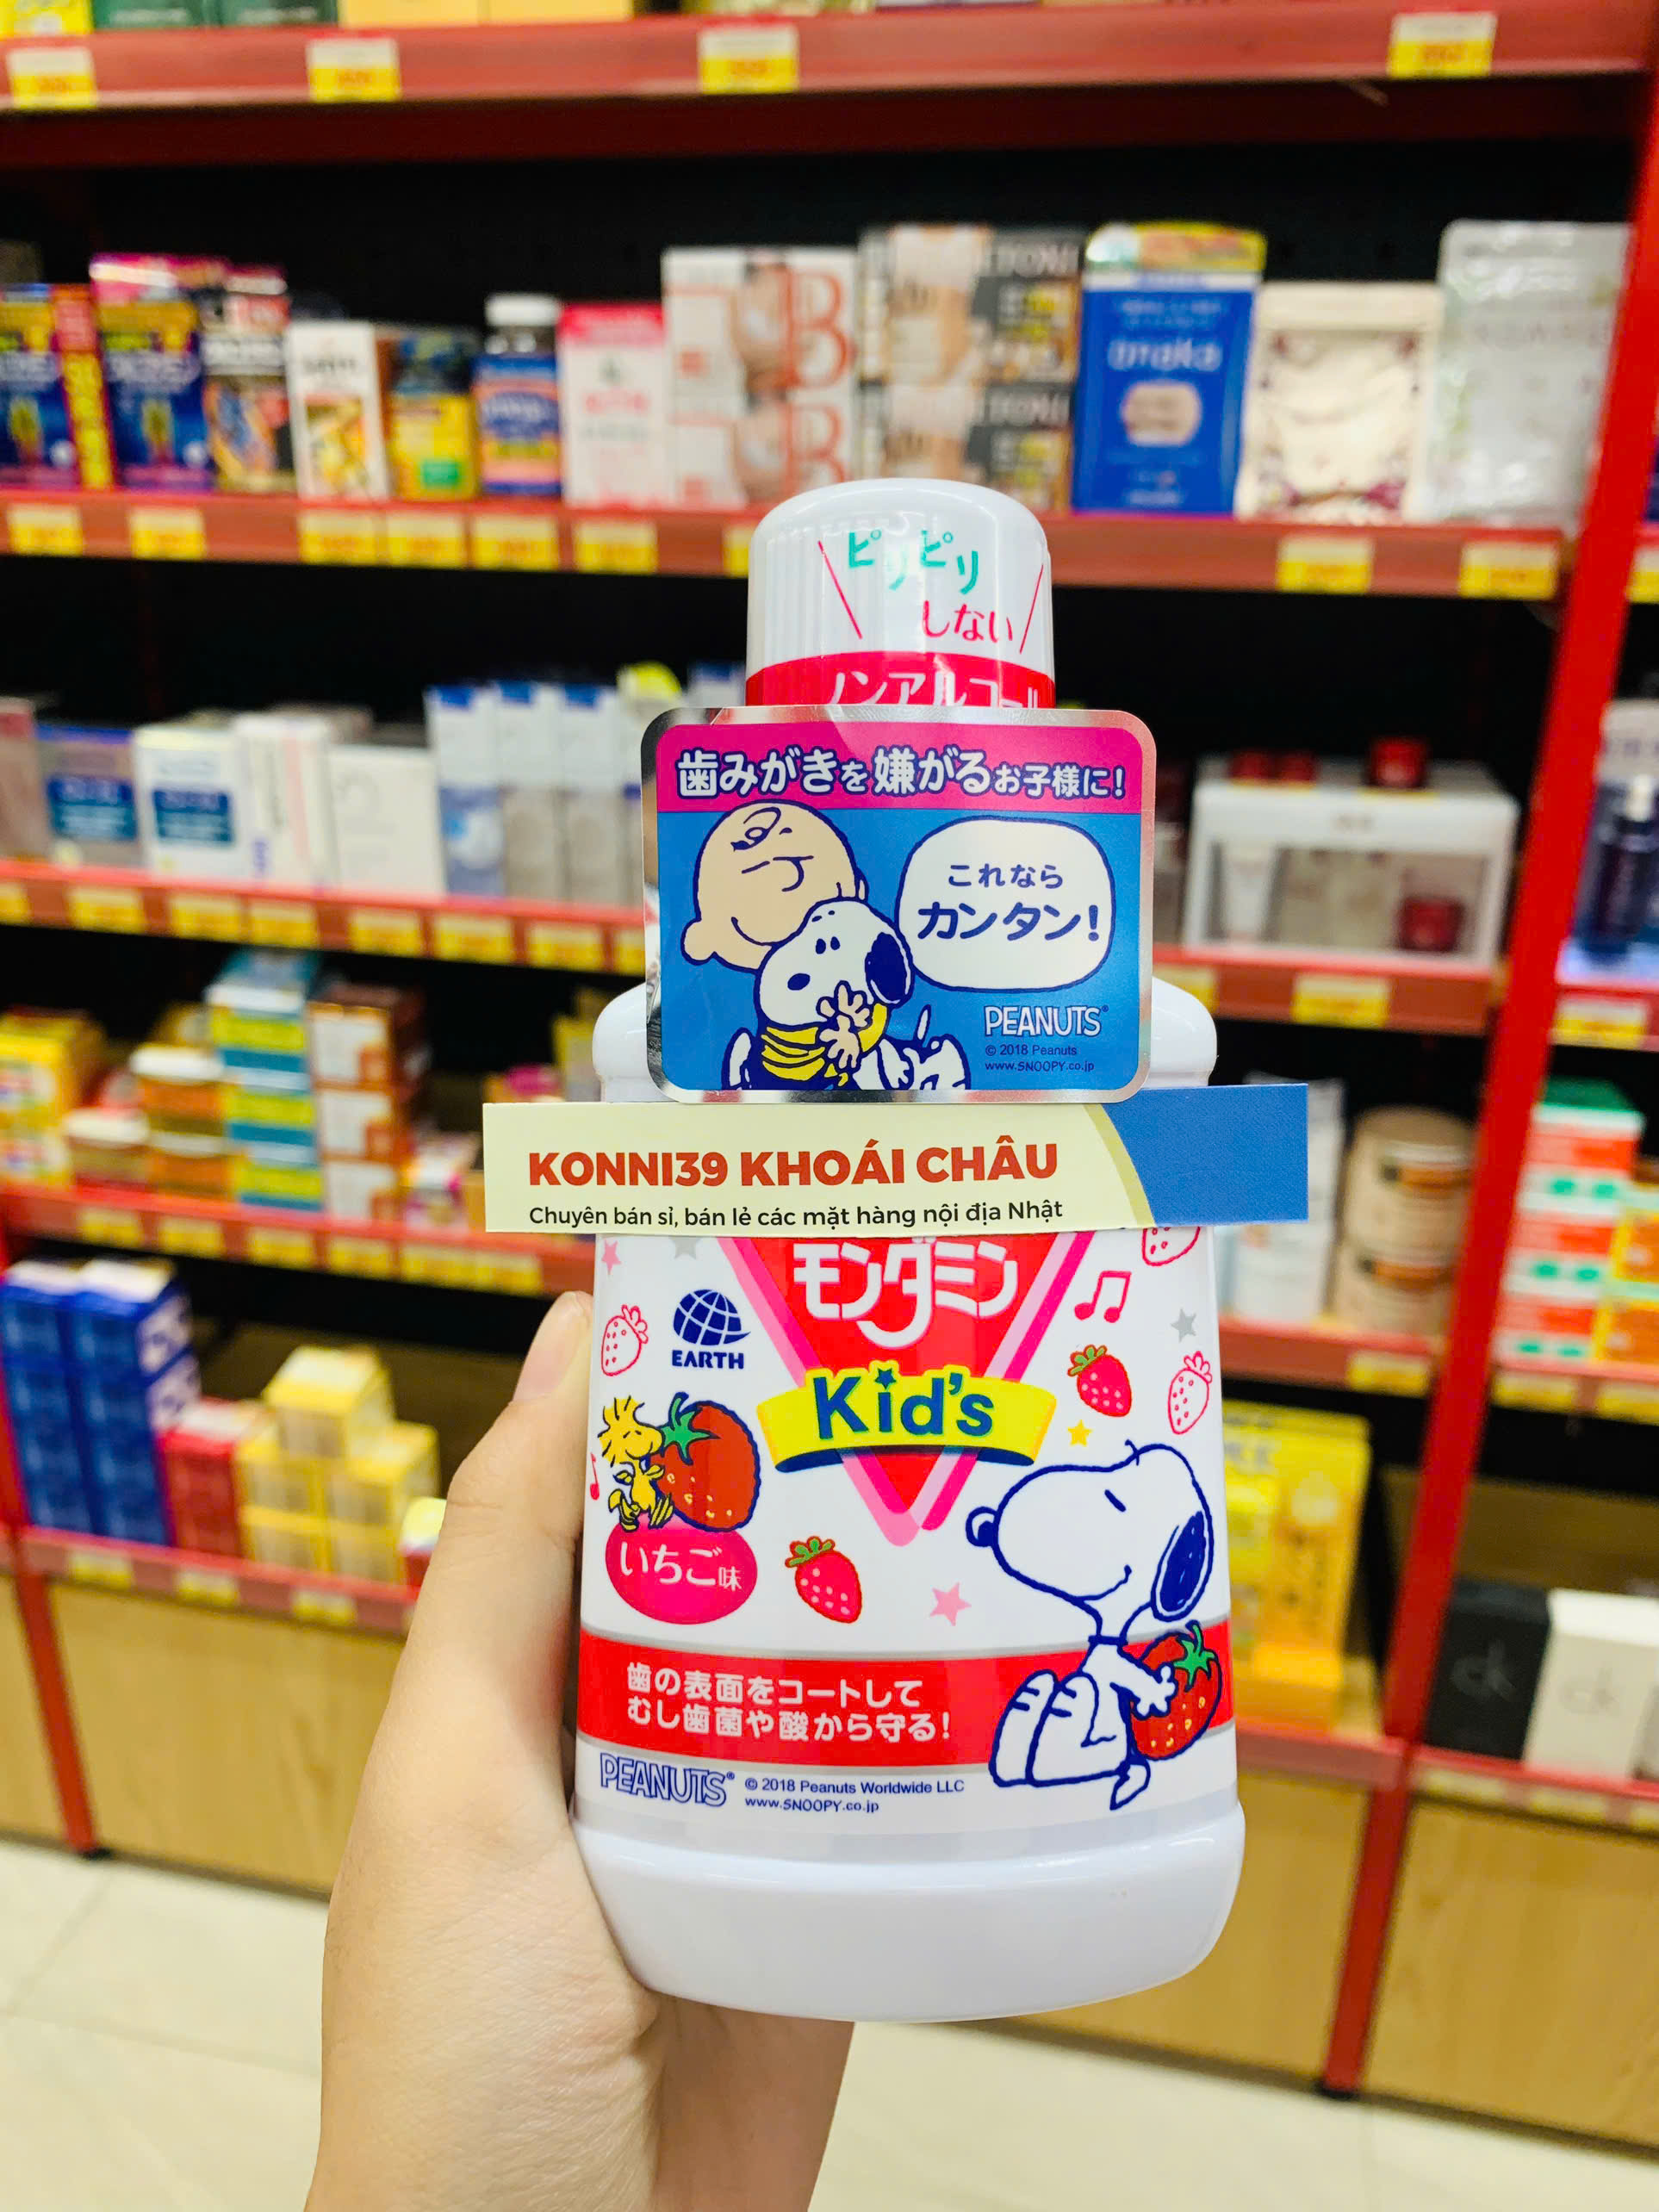 ピリピリ
しない
ノンアルコール
歯みがきを嫌がるお子様に!
これなら
カンタン!
PEANUTS
© 2018 Peanuts
www.SNOOPY.co.jp
KONNI39 KHOÁI CHÂU
Chuyên bán sỉ, bán lẻ các mặt hàng nội địa Nhật
モンダミン
EARTH
Kid's
いちご味
歯の表面をコートして
むし歯菌や酸から守る!
PEANUTS® © 2018 Peanuts Worldwide LLC
www.SNOOPY.co.jp